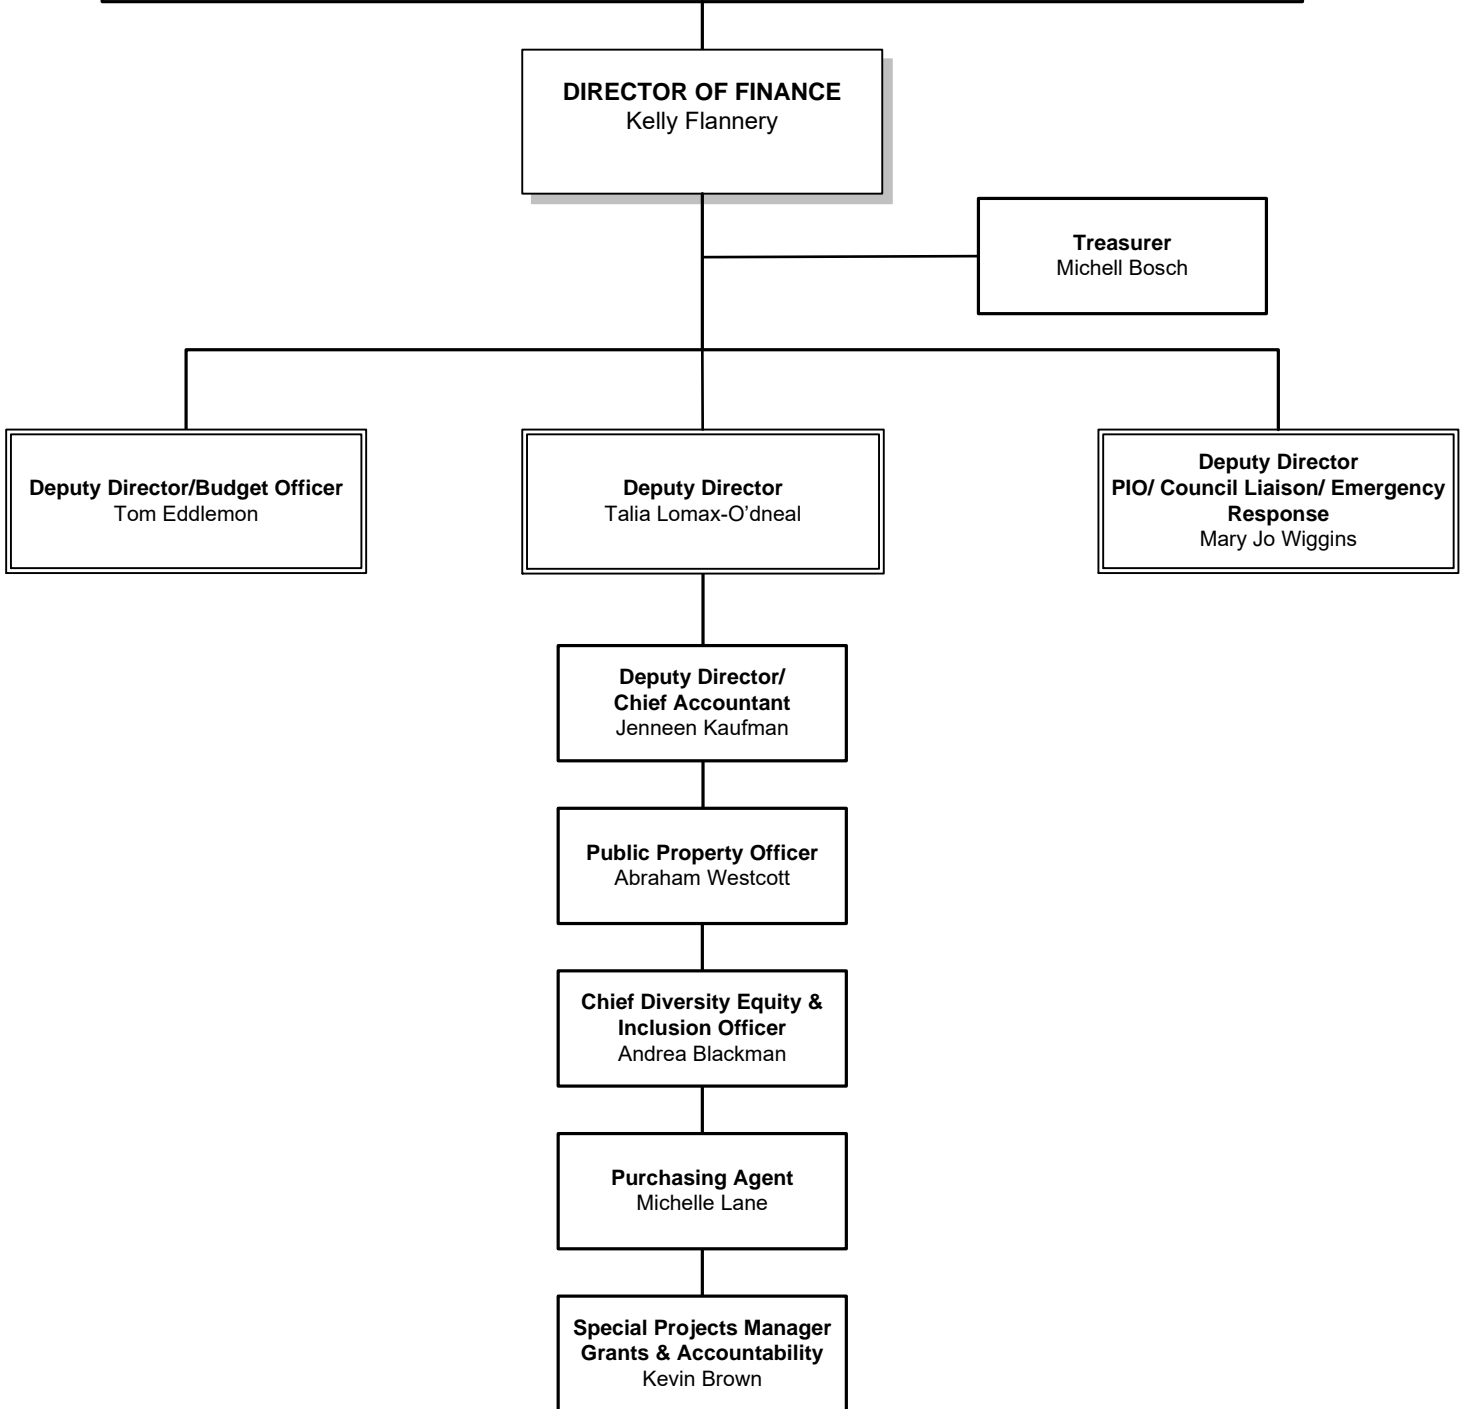 DIRECTOR OF FINANCE
Kelly Flannery
Treasurer
Michell Bosch
Deputy Director/Budget Officer
Tom Eddlemon
Deputy Director
Talia Lomax-O’dneal
Deputy Director
PIO/ Council Liaison/ Emergency
Response
Mary Jo Wiggins
Deputy Director/
Chief Accountant
Jenneen Kaufman
Public Property Officer
Abraham Westcott
Chief Diversity Equity &
Inclusion Officer
Andrea Blackman
Purchasing Agent
Michelle Lane
Special Projects Manager
Grants & Accountability
Kevin Brown